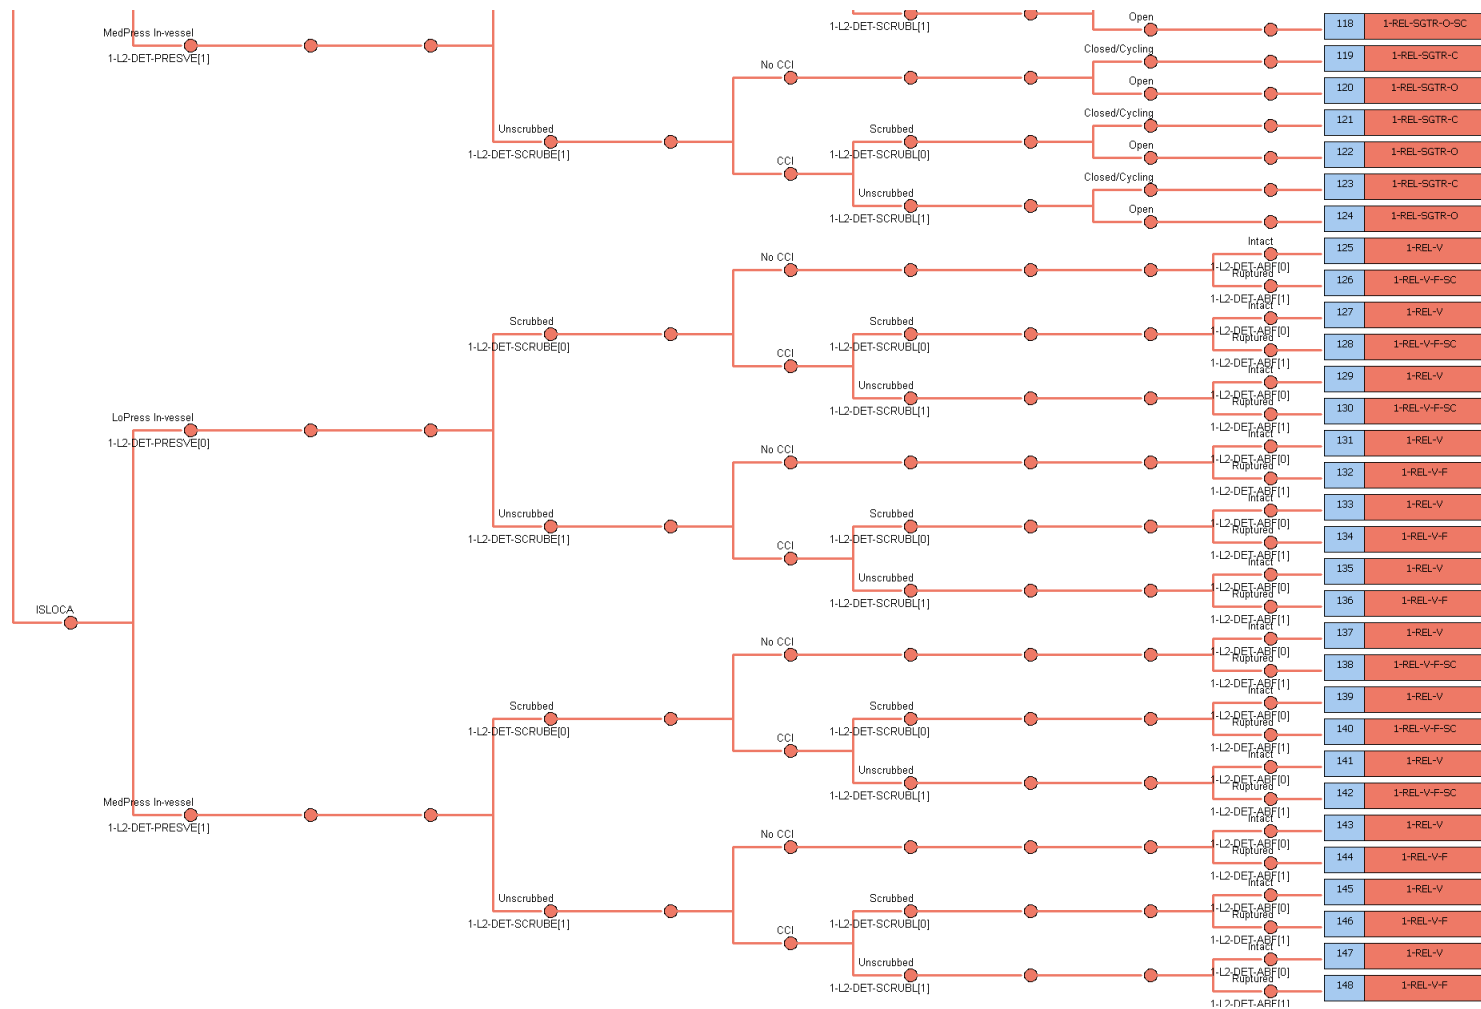 Open
118 1-REL-SGTR-O-SC
MedPress In-vessel
1-L2-DET-PRESVE[1]
1-L2-DET-SCRUBL[1]
Closed/Cycling
119 1-REL-SGTR-C
No CCI
Open
120 1-REL-SGTR-O
Closed/Cycling
121 1-REL-SGTR-C
Unscrubbed
1-L2-DET-SCRUBE[1]
Scrubbed
1-L2-DET-SCRUBL[0]
Open
122 1-REL-SGTR-O
CCI
Closed/Cycling
123 1-REL-SGTR-C
Unscrubbed
1-L2-DET-SCRUBL[1]
Open
124 1-REL-SGTR-O
Intact
125 1-REL-V
No CCI
1-L2-DET-ABF[0]
Ruptured
126 1-REL-V-F-SC
1-L2-DET-ABF[1]
Intact
127 1-REL-V
Scrubbed
1-L2-DET-SCRUBE[0]
Scrubbed
1-L2-DET-SCRUBL[0]
1-L2-DET-ABF[0]
Ruptured
128 1-REL-V-F-SC
CCI
1-L2-DET-ABF[1]
Intact
129 1-REL-V
Unscrubbed
1-L2-DET-SCRUBL[1]
1-L2-DET-ABF[0]
Ruptured
130 1-REL-V-F-SC
LoPress In-vessel
1-L2-DET-PRESVE[0]
1-L2-DET-ABF[1]
Intact
131 1-REL-V
No CCI
1-L2-DET-ABF[0]
Ruptured
132 1-REL-V-F
1-L2-DET-ABF[1]
Intact
133 1-REL-V
Unscrubbed
1-L2-DET-SCRUBE[1]
Scrubbed
1-L2-DET-SCRUBL[0]
1-L2-DET-ABF[0]
Ruptured
134 1-REL-V-F
CCI
1-L2-DET-ABF[1]
Intact
135 1-REL-V
Unscrubbed
1-L2-DET-SCRUBL[1]
1-L2-DET-ABF[0]
Ruptured
136 1-REL-V-F
ISLOCA
1-L2-DET-ABF[1]
Intact
137 1-REL-V
No CCI
1-L2-DET-ABF[0]
Ruptured
138 1-REL-V-F-SC
1-L2-DET-ABF[1]
Intact
139 1-REL-V
Scrubbed
1-L2-DET-SCRUBE[0]
Scrubbed
1-L2-DET-SCRUBL[0]
1-L2-DET-ABF[0]
Ruptured
140 1-REL-V-F-SC
CCI
1-L2-DET-ABF[1]
Intact
141 1-REL-V
Unscrubbed
1-L2-DET-SCRUBL[1]
1-L2-DET-ABF[0]
Ruptured
142 1-REL-V-F-SC
MedPress In-vessel
1-L2-DET-PRESVE[1]
1-L2-DET-ABF[1]
Intact
143 1-REL-V
No CCI
1-L2-DET-ABF[0]
Ruptured
144 1-REL-V-F
1-L2-DET-ABF[1]
Intact
145 1-REL-V
Unscrubbed
1-L2-DET-SCRUBE[1]
Scrubbed
1-L2-DET-SCRUBL[0]
1-L2-DET-ABF[0]
Ruptured
146 1-REL-V-F
CCI
1-L2-DET-ABF[1]
Intact
147 1-REL-V
Unscrubbed
1-L2-DET-SCRUBL[1]
1-L2-DET-ABF[0]
Ruptured
148 1-REL-V-F
1-L2-DET-ABF[1]